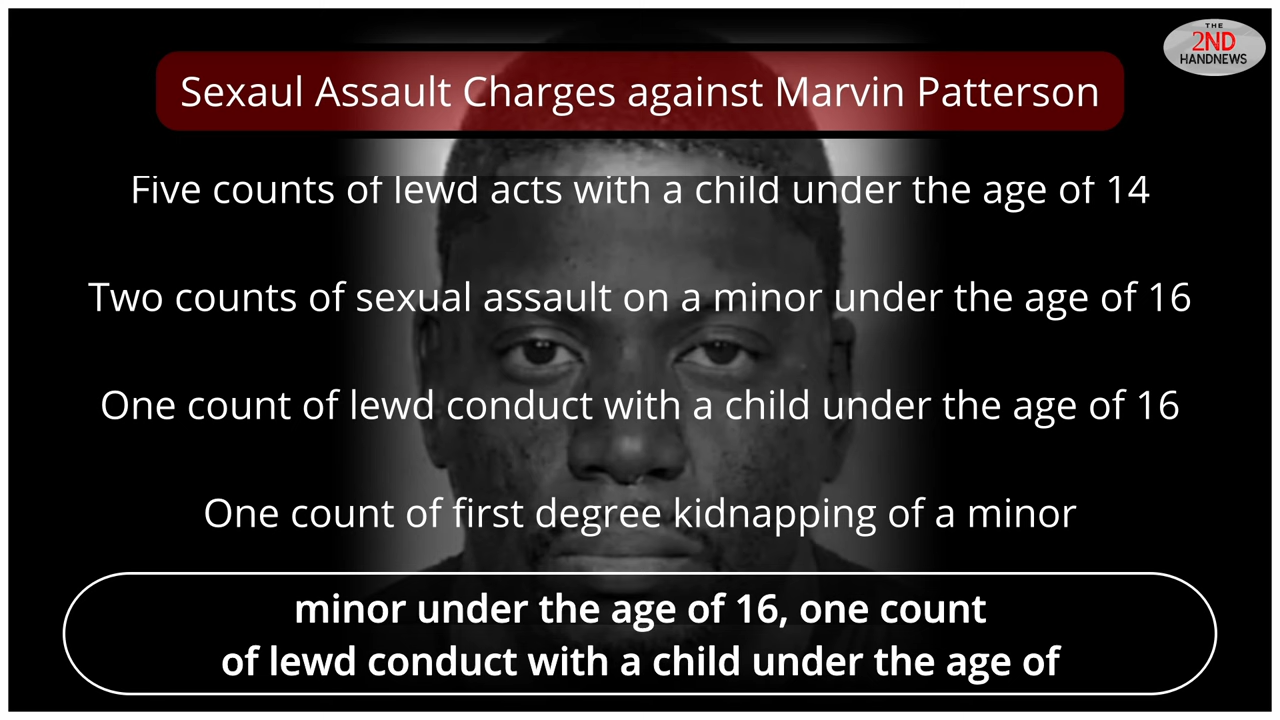 THE
2ND
HANDNEWS
Sexaul Assault Charges against Marvin Patterson
Five counts of lewd acts with a child under the age of 14
Two counts of sexual assault on a minor under the age of 16
One count of lewd conduct with a child under the age of 16
One count of first degree kidnapping of a minor
minor under the age of 16, one count
of lewd conduct with a child under the age of